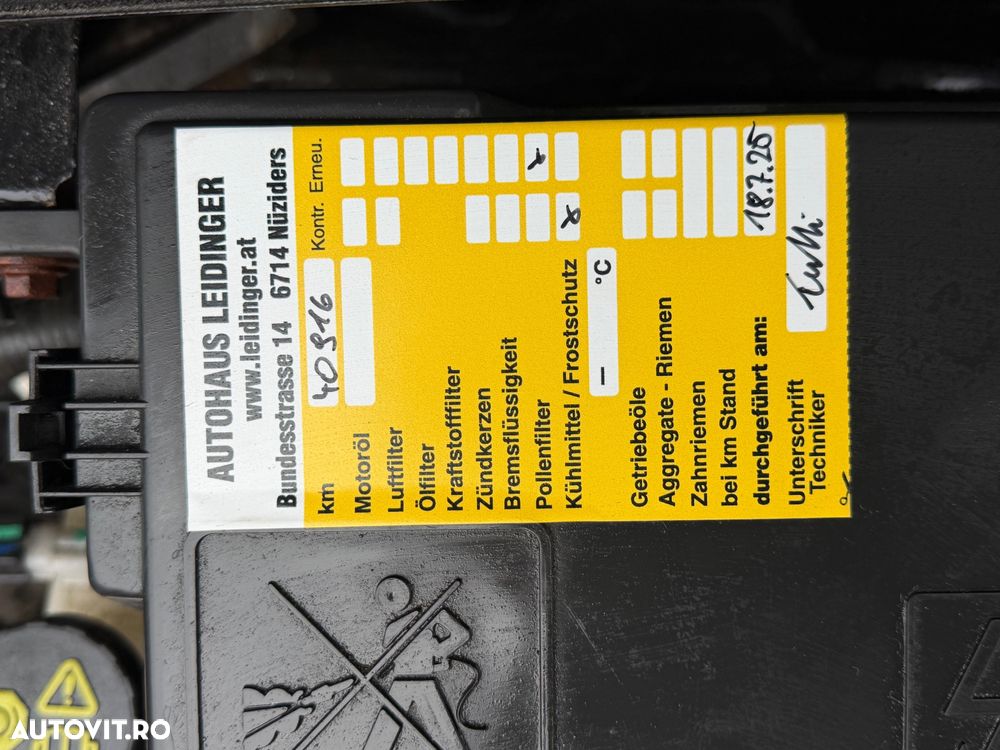 AUTOHAUS LEIDINGER
www.leidinger.at
Bundesstrasse 14 6714 Nüziders
km 40916 Kontr. Erneu.
Motoröl
Luftfilter
Ölfilter
Kraftstofffilter
Zündkerzen
Bremsflüssigkeit
Pollenfilter x
Kühlmittel / Frostschutz x
– °C
Getriebeöle
Aggregate - Riemen
Zahnriemen
bei km Stand
durchgeführt am: 18.7.25
Unterschrift
Techniker
AUTOVIT.RO